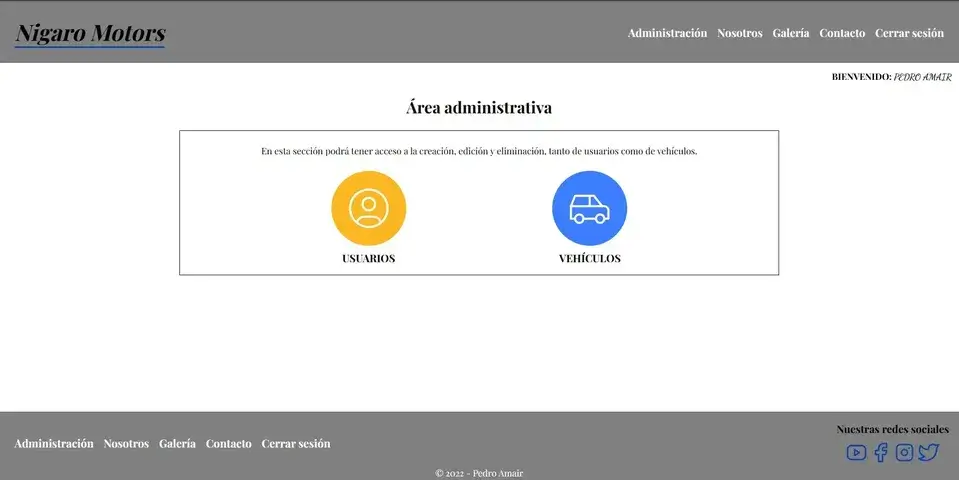 Nigaro Motors
Administración Nosotros Galería Contacto Cerrar sesión
BIENVENIDO: PEDRO AMAIR
Área administrativa
En esta sección podrá tener acceso a la creación, edición y eliminación, tanto de usuarios como de vehículos.
USUARIOS VEHÍCULOS
Administración Nosotros Galería Contacto Cerrar sesión
Nuestras redes sociales
© 2022 - Pedro Amair